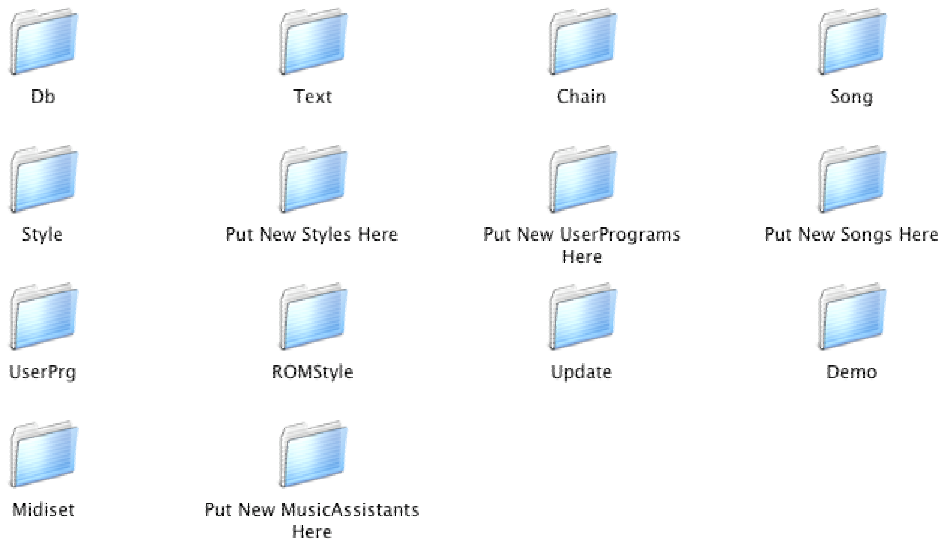 Db
Text
Chain
Song
Style
Put New Styles Here
Put New UserPrograms
Here
Put New Songs Here
UserPrg
ROMStyle
Update
Demo
Midiset
Put New MusicAssistants
Here